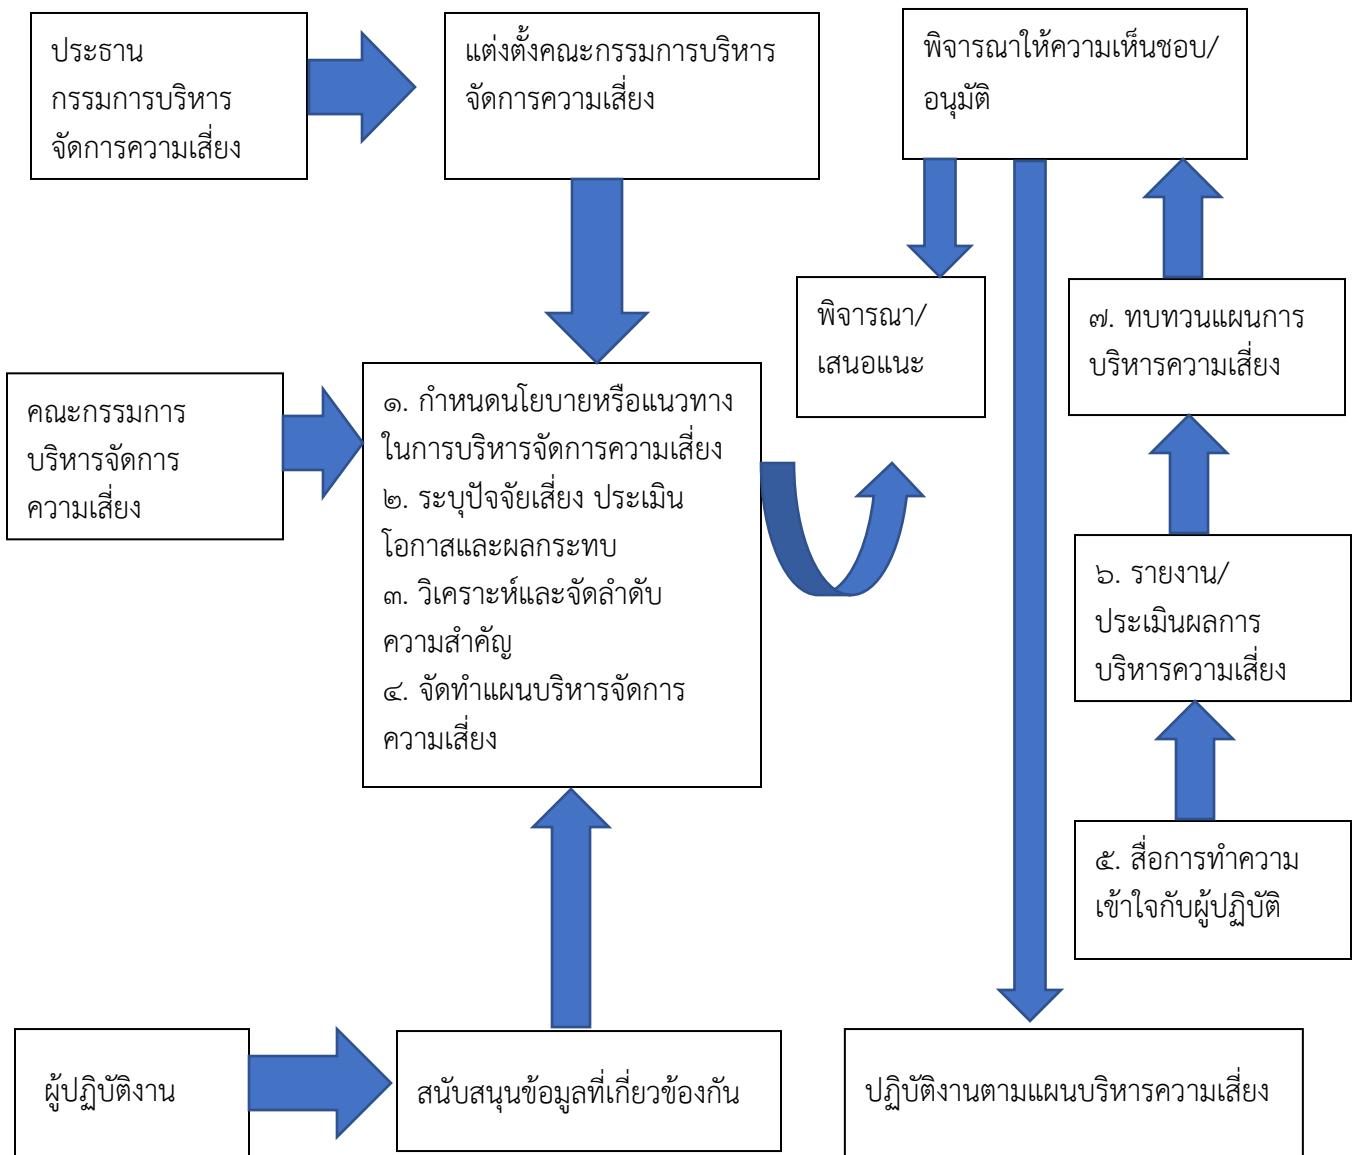 ประธาน
กรรมการบริหาร
จัดการความเสี่ยง
แต่งตั้งคณะกรรมการบริหาร
จัดการความเสี่ยง
พิจารณาให้ความเห็นชอบ/
อนุมัติ
พิจารณา/
เสนอแนะ
๗. ทบทวนแผนการ
บริหารความเสี่ยง
คณะกรรมการ
บริหารจัดการ
ความเสี่ยง
๑. กำหนดนโยบายหรือแนวทาง
ในการบริหารจัดการความเสี่ยง
๒. ระบุปัจจัยเสี่ยง ประเมิน
โอกาสและผลกระทบ
๓. วิเคราะห์และจัดลำดับ
ความสำคัญ
๔. จัดทำแผนบริหารจัดการ
ความเสี่ยง
๖. รายงาน/
ประเมินผลการ
บริหารความเสี่ยง
๕. สื่อการทำความ
เข้าใจกับผู้ปฏิบัติ
ผู้ปฏิบัติงาน
สนับสนุนข้อมูลที่เกี่ยวข้องกัน
ปฏิบัติงานตามแผนบริหารความเสี่ยง